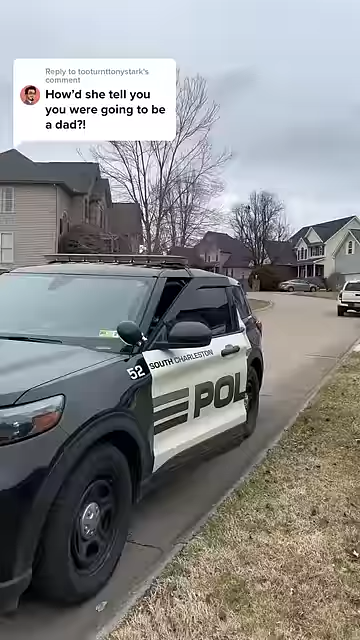 Reply to tooturnttonystark's
comment
How'd she tell you
you were going to be
a dad?!
52
SOUTH CHARLESTON
POL